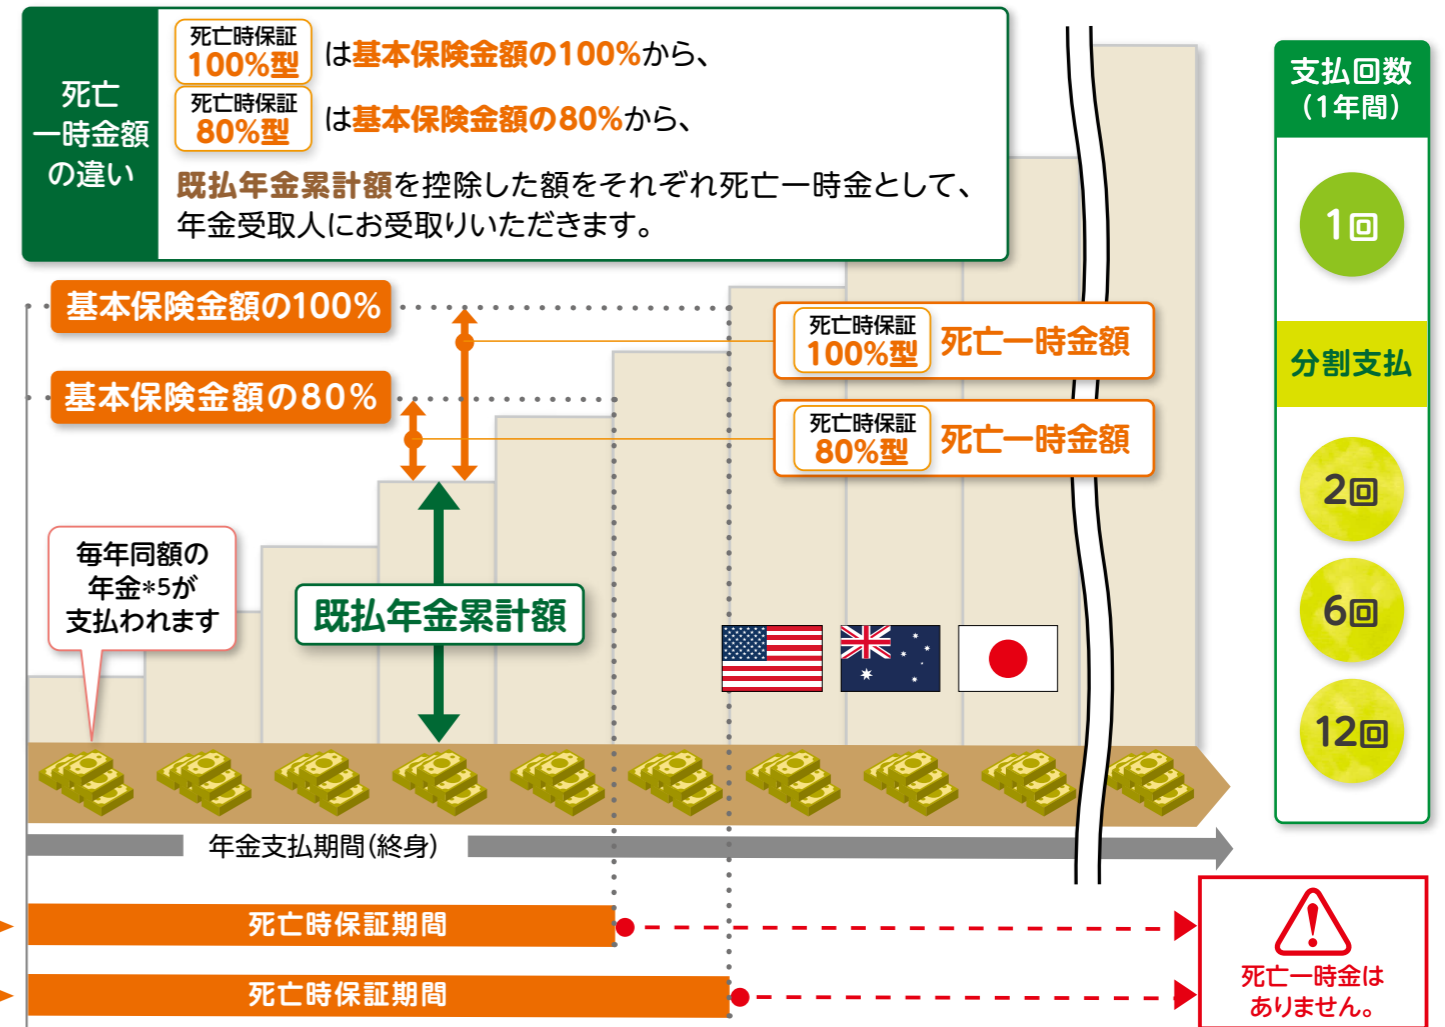 死亡
一時金額
の違い
死亡時保証
100%型
は基本保険金額の100%から、
死亡時保証
80%型
は基本保険金額の80%から、
既払年金累計額を控除した額をそれぞれ死亡一時金として、
年金受取人にお受取りいただきます。
支払回数
(1年間)
1回
分割支払
2回
6回
12回
基本保険金額の100%
基本保険金額の80%
死亡時保証
100%型
死亡一時金額
死亡時保証
80%型
死亡一時金額
毎年同額の
年金*5が
支払われます
既払年金累計額
年金支払期間(終身)
死亡時保証期間
死亡時保証期間
死亡一時金は
ありません。